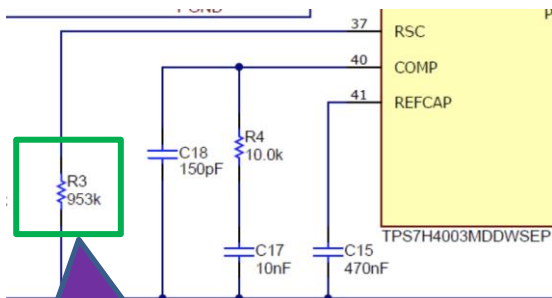 37
RSC
40
COMP
41
REFCAP
R4
10.0k
C18
150pF
R3
953k
TPS7H4003MDDWSEP
C17
10nF
C15
470nF